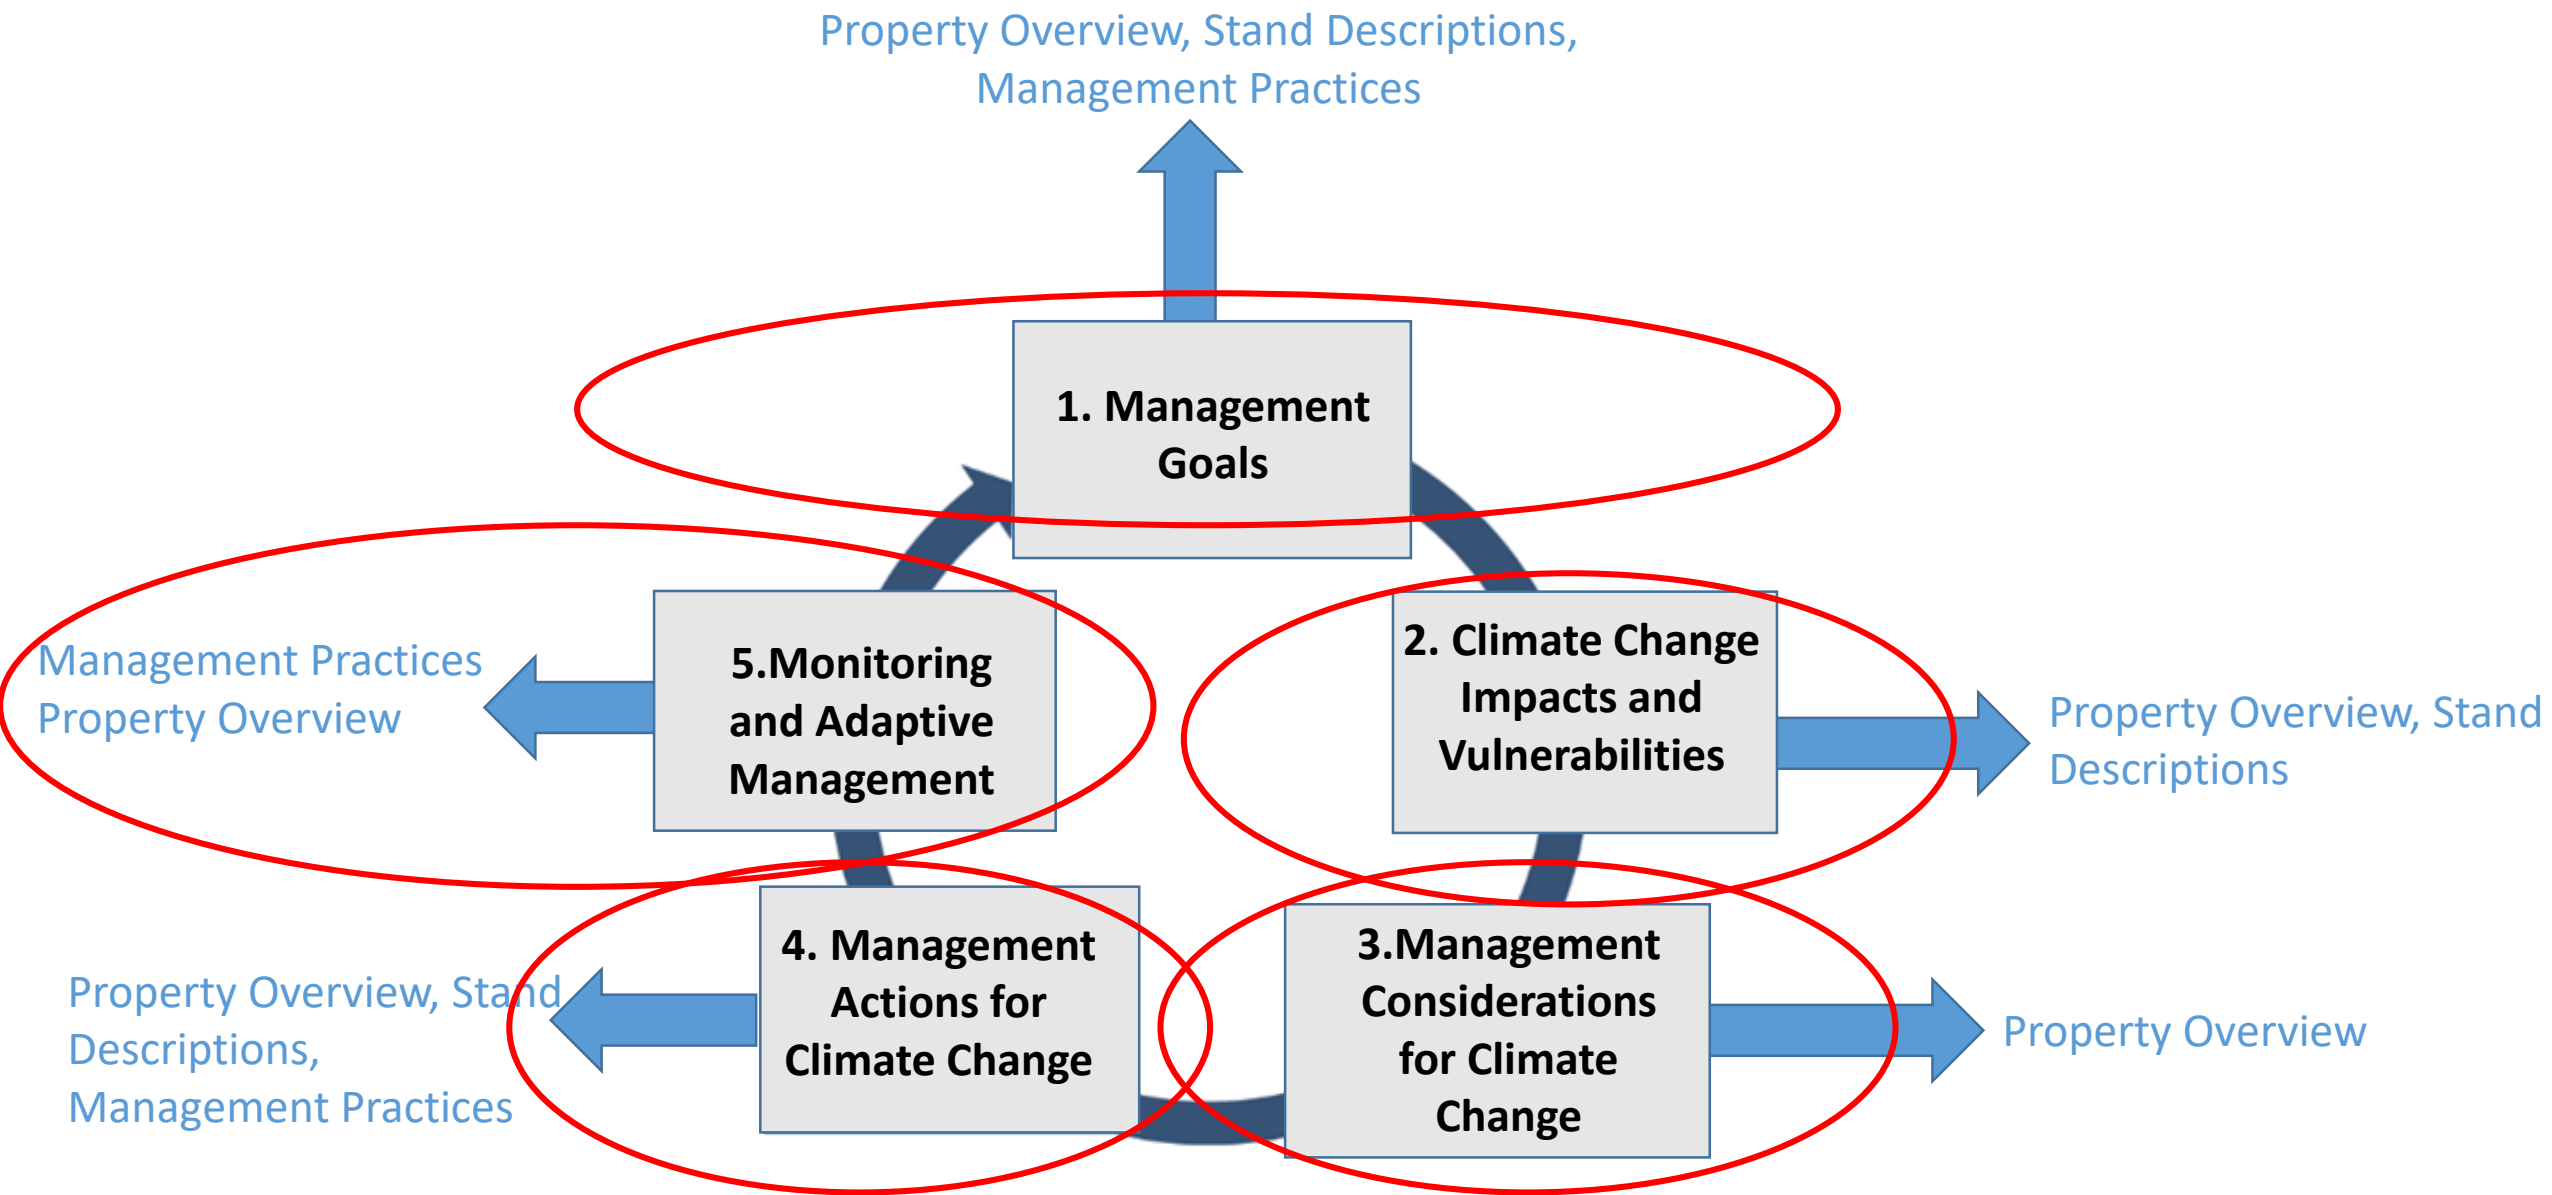 Property Overview, Stand Descriptions,
Management Practices
1. Management
Goals
2. Climate Change
Impacts and
Vulnerabilities
Property Overview, Stand
Descriptions
3.Management
Considerations
for Climate
Change
Property Overview
4. Management
Actions for
Climate Change
Property Overview, Stand
Descriptions,
Management Practices
5.Monitoring
and Adaptive
Management
Management Practices
Property Overview